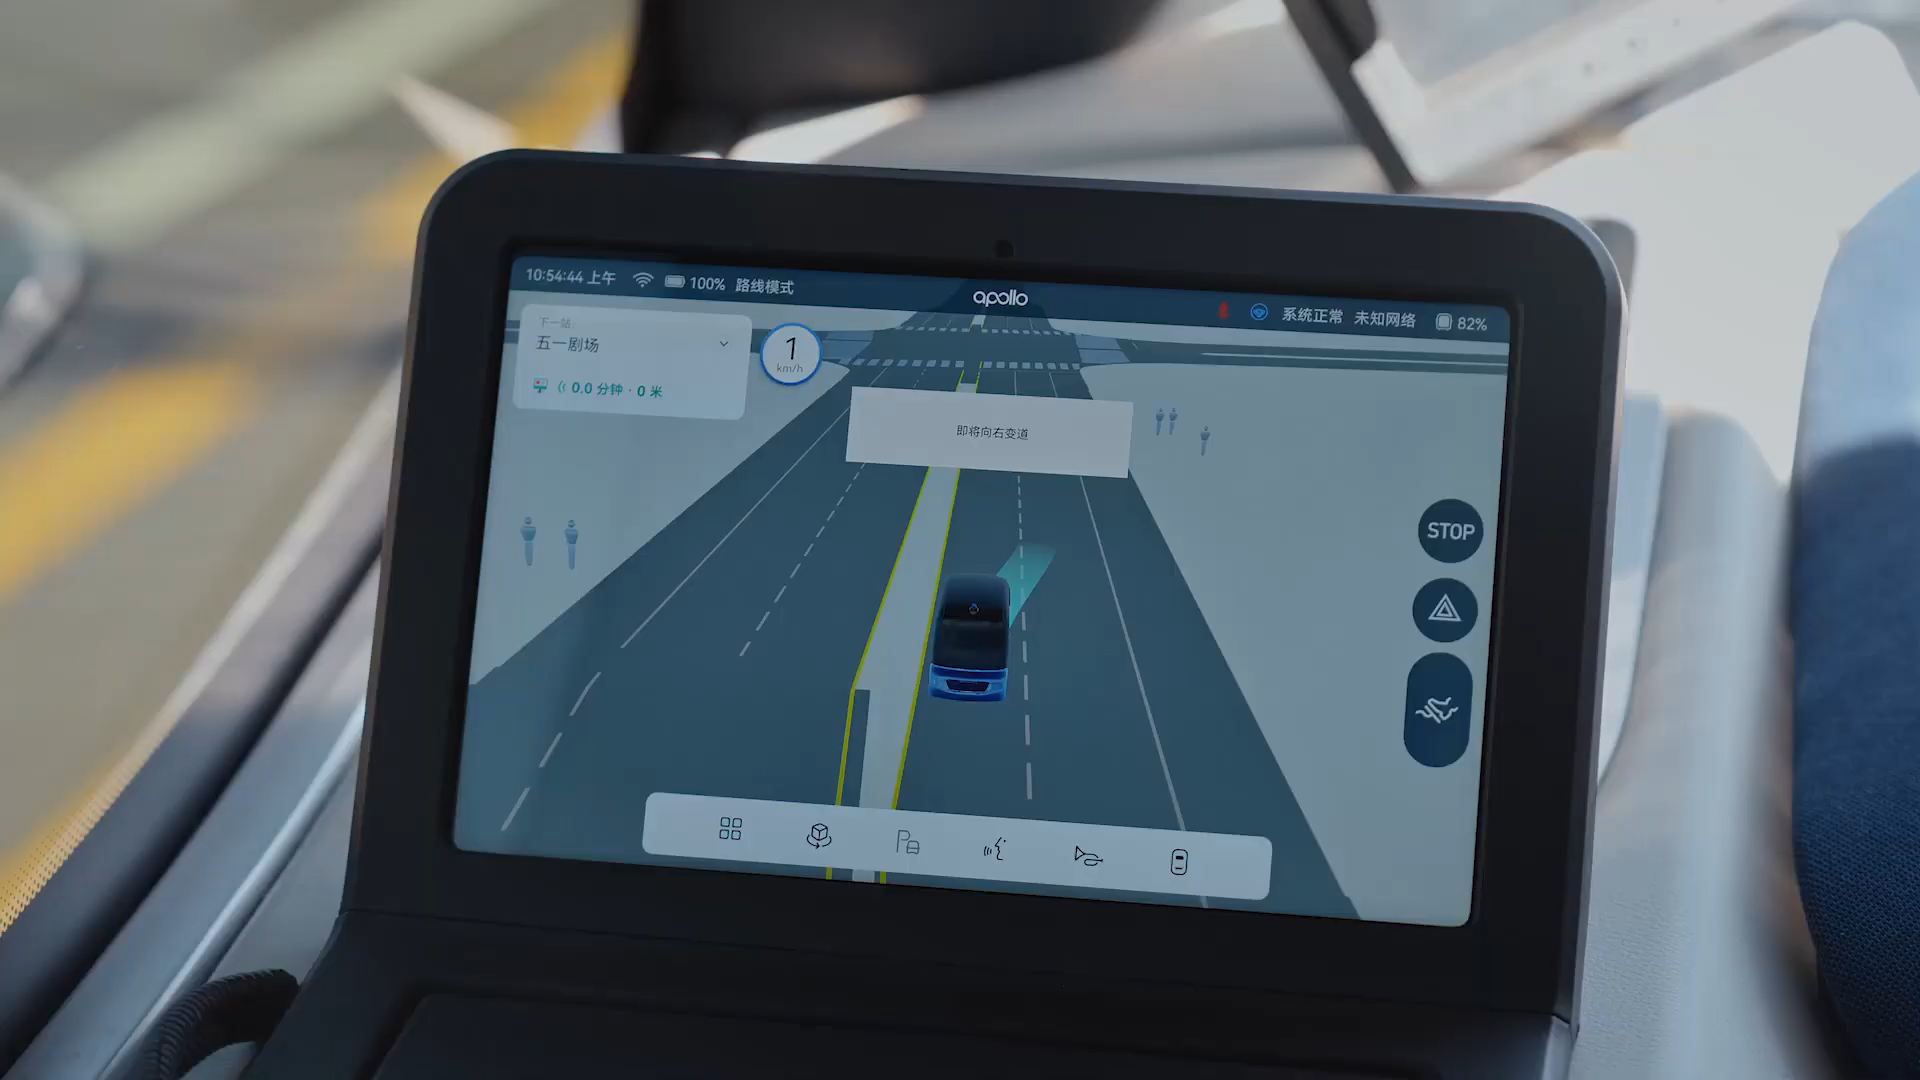 10:54:44 上午 100% 路线模式
apollo
系统正常 未知网络 82%
下一站
五一剧场
0.0 分钟 · 0 米
1
km/h
即将向右变道
STOP